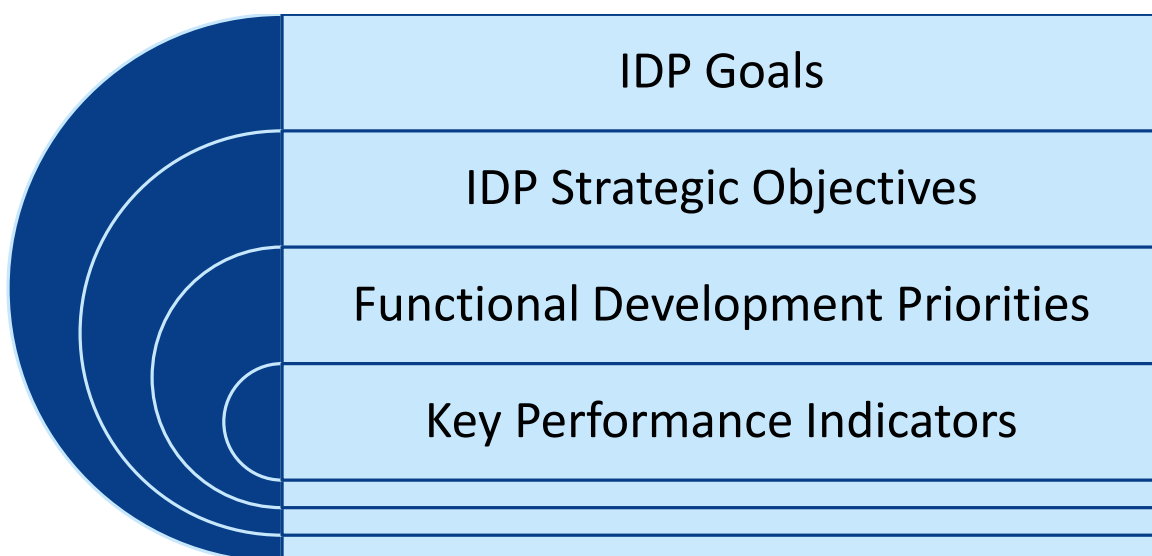 IDP Goals
IDP Strategic Objectives
Functional Development Priorities
Key Performance Indicators